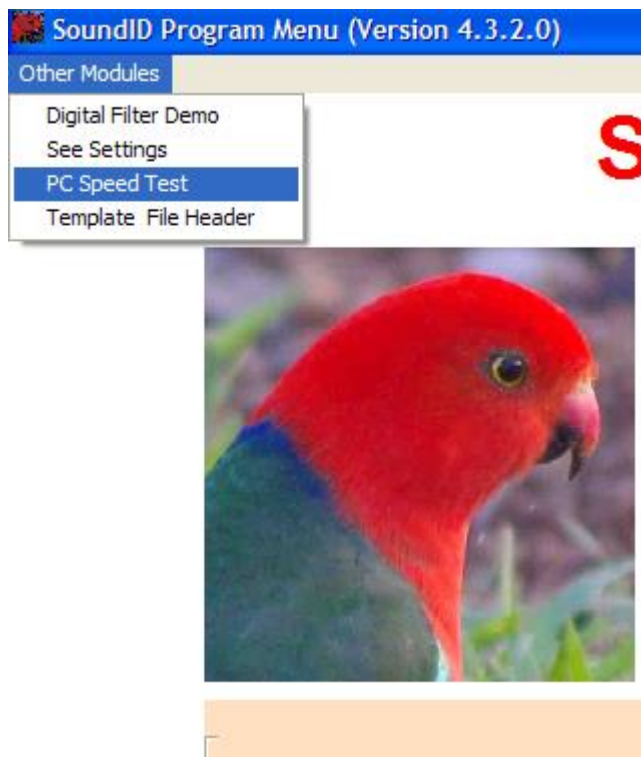 SoundID Program Menu (Version 4.3.2.0)
Other Modules
Digital Filter Demo
See Settings
PC Speed Test
Template File Header
S